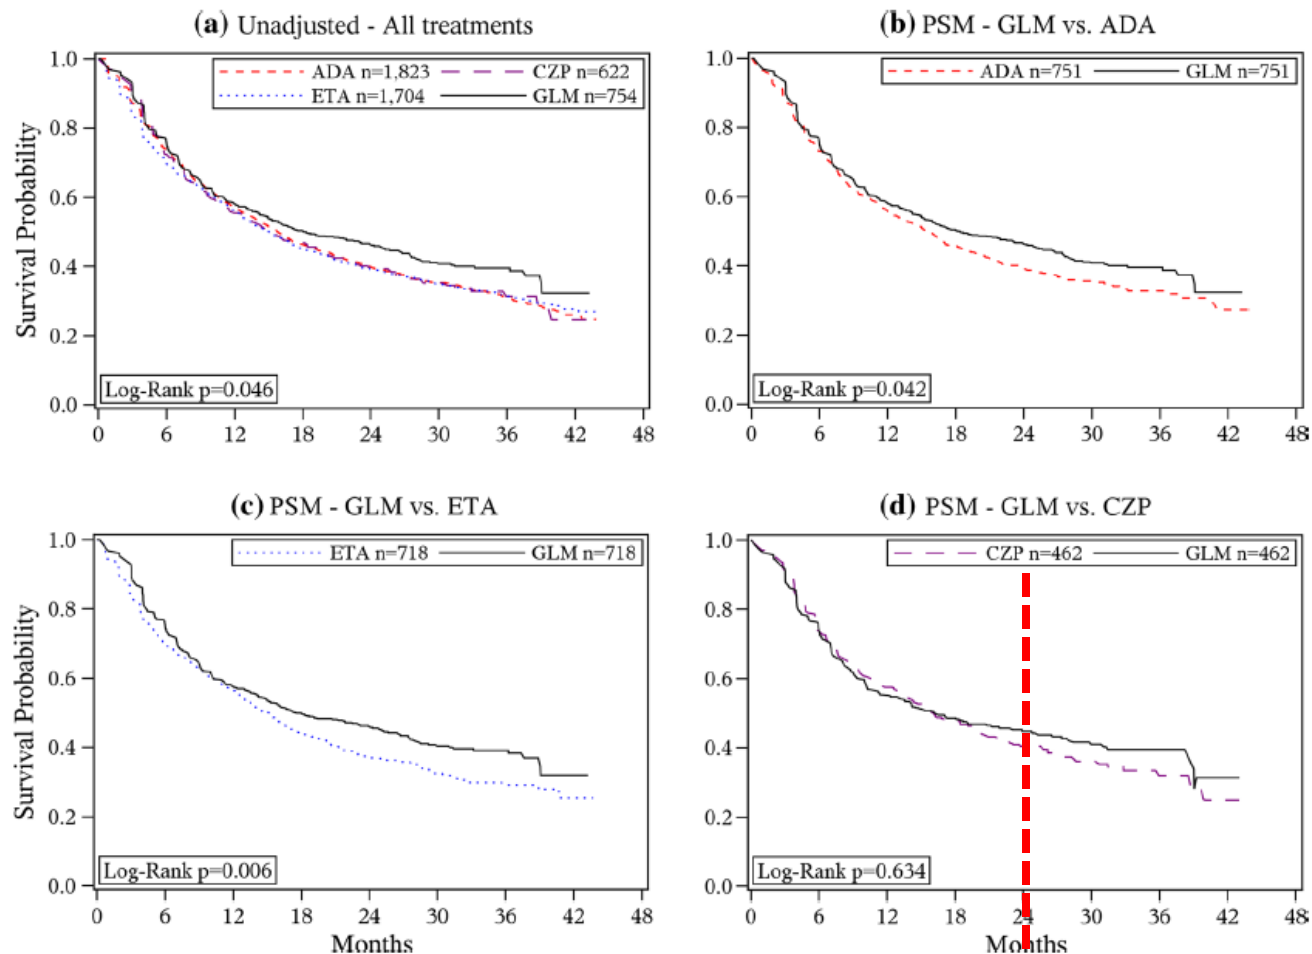 (a) Unadjusted - All treatments
ADA n=1,823 CZP n=622
ETA n=1,704 GLM n=754
Survival Probability
1.0
0.8
0.6
0.4
0.2
0.0
Log-Rank p=0.046
0 6 12 18 24 30 36 42 48
(b) PSM - GLM vs. ADA
ADA n=751 GLM n=751
1.0
0.8
0.6
0.4
0.2
0.0
Log-Rank p=0.042
0 6 12 18 24 30 36 42 48
(c) PSM - GLM vs. ETA
ETA n=718 GLM n=718
Survival Probability
1.0
0.8
0.6
0.4
0.2
0.0
Log-Rank p=0.006
0 6 12 18 24 30 36 42 48
Months
(d) PSM - GLM vs. CZP
CZP n=462 GLM n=462
1.0
0.8
0.6
0.4
0.2
0.0
Log-Rank p=0.634
0 6 12 18 24 30 36 42 48
Months